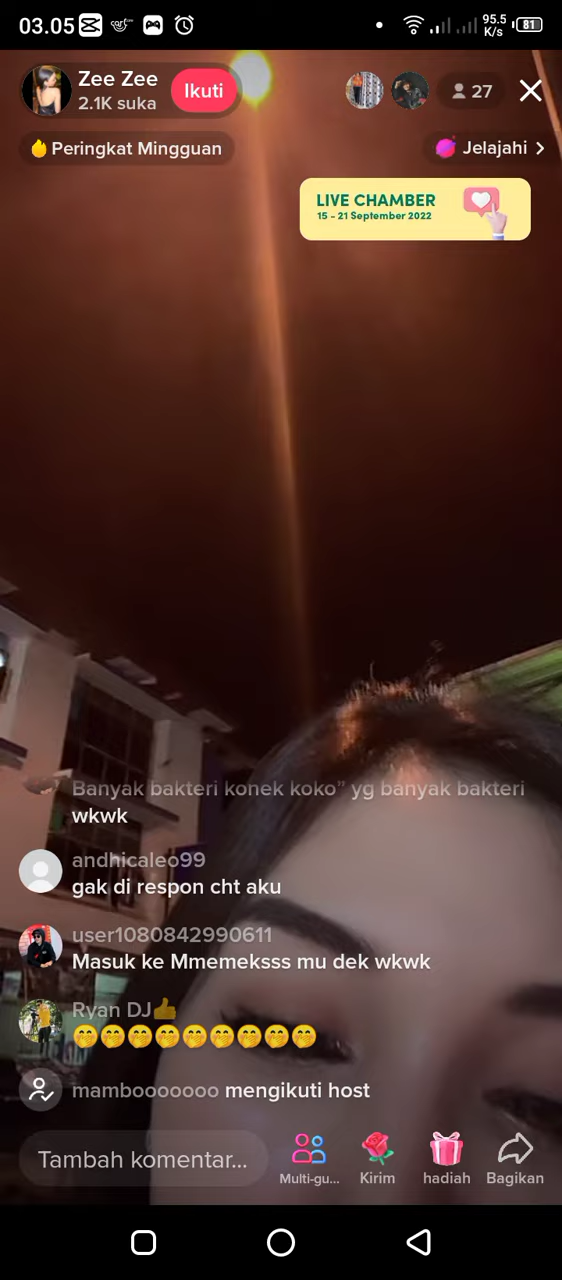 03.05
95.5
K/s
81
Zee Zee
2.1K suka
Ikuti
27
Peringkat Mingguan
Jelajahi
LIVE CHAMBER
15 - 21 September 2022
Banyak bakteri konek koko” yg banyak bakteri
wkwk
andhicaleo99
gak di respon cht aku
user1080842990611
Masuk ke Mmemeksss mu dek wkwk
Ryan DJ
mambooooooo mengikuti host
Tambah komentar...
Multi-gu...
Kirim
hadiah
Bagikan